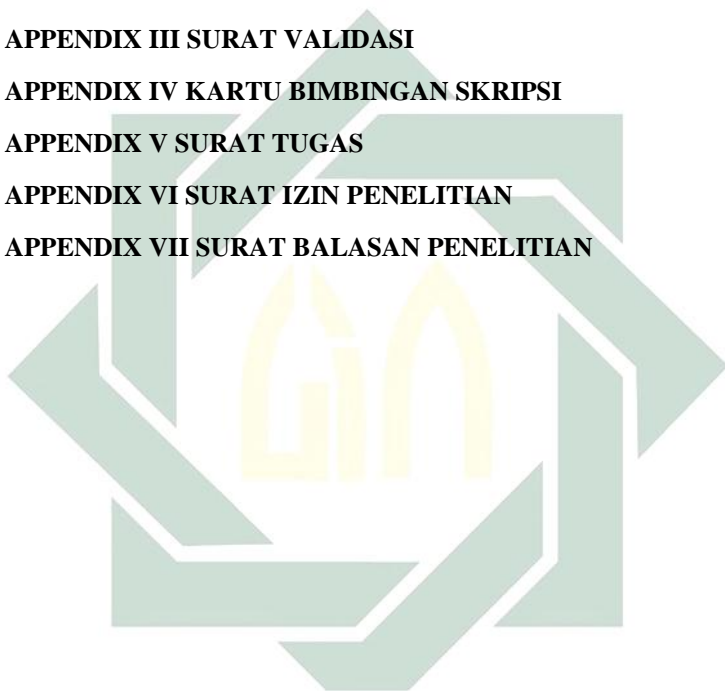 APPENDIX III SURAT VALIDASI
APPENDIX IV KARTU BIMBINGAN SKRIPSI
APPENDIX V SURAT TUGAS
APPENDIX VI SURAT IZIN PENELITIAN
APPENDIX VII SURAT BALASAN PENELITIAN